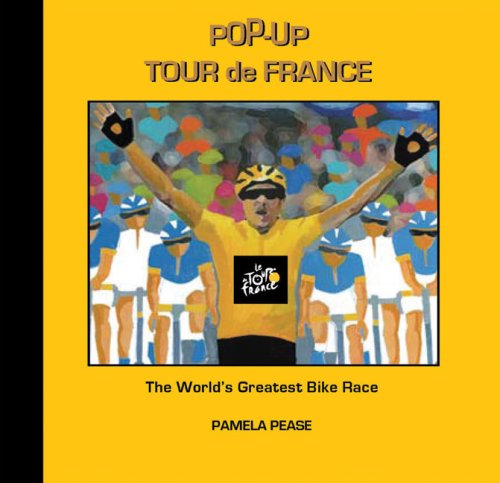 POP-UP
TOUR de FRANCE
le
TOUR
de
france
The World's Greatest Bike Race
PAMELA PEASE